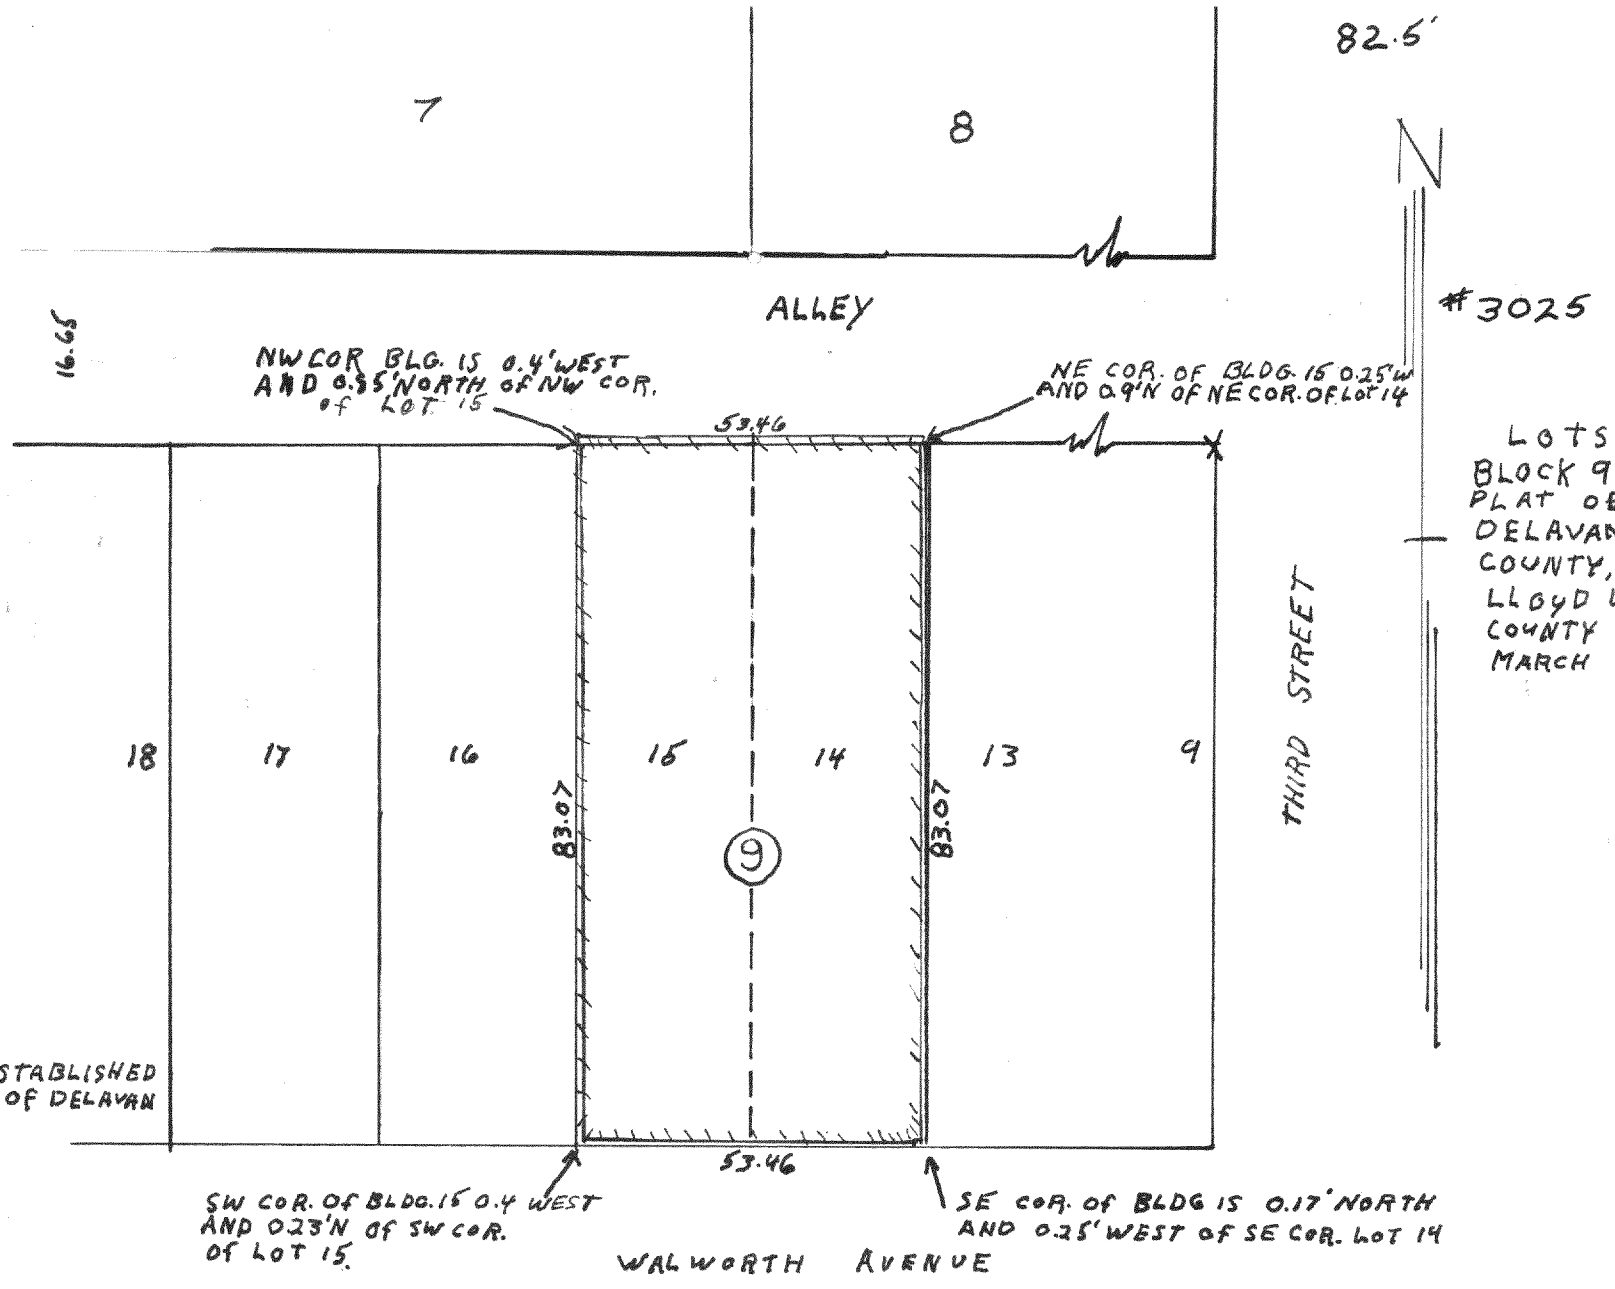 82.5'
7
8
N
ALLEY
#3025
16.65
NW COR BLG. IS 0.4' WEST
AND 0.85' NORTH OF NW COR.
OF LOT 15
NE COR. OF BLDG. IS 0.25' W
AND 0.9' N OF NE COR. OF LOT 14
53.46
LOTS
BLOCK 9
PLAT OF
DELAVAN
COUNTY,
LLOYD L
COUNTY
MARCH
THIRD STREET
18
17
16
15
14
13
9
83.07
83.07
9
STABLISHED
OF DELAVAN
53.46
SW COR. OF BLDG. IS 0.4 WEST
AND 0.23' N OF SW COR.
OF LOT 15.
SE COR. OF BLDG IS 0.17' NORTH
AND 0.25' WEST OF SE COR. LOT 14
WALWORTH AVENUE